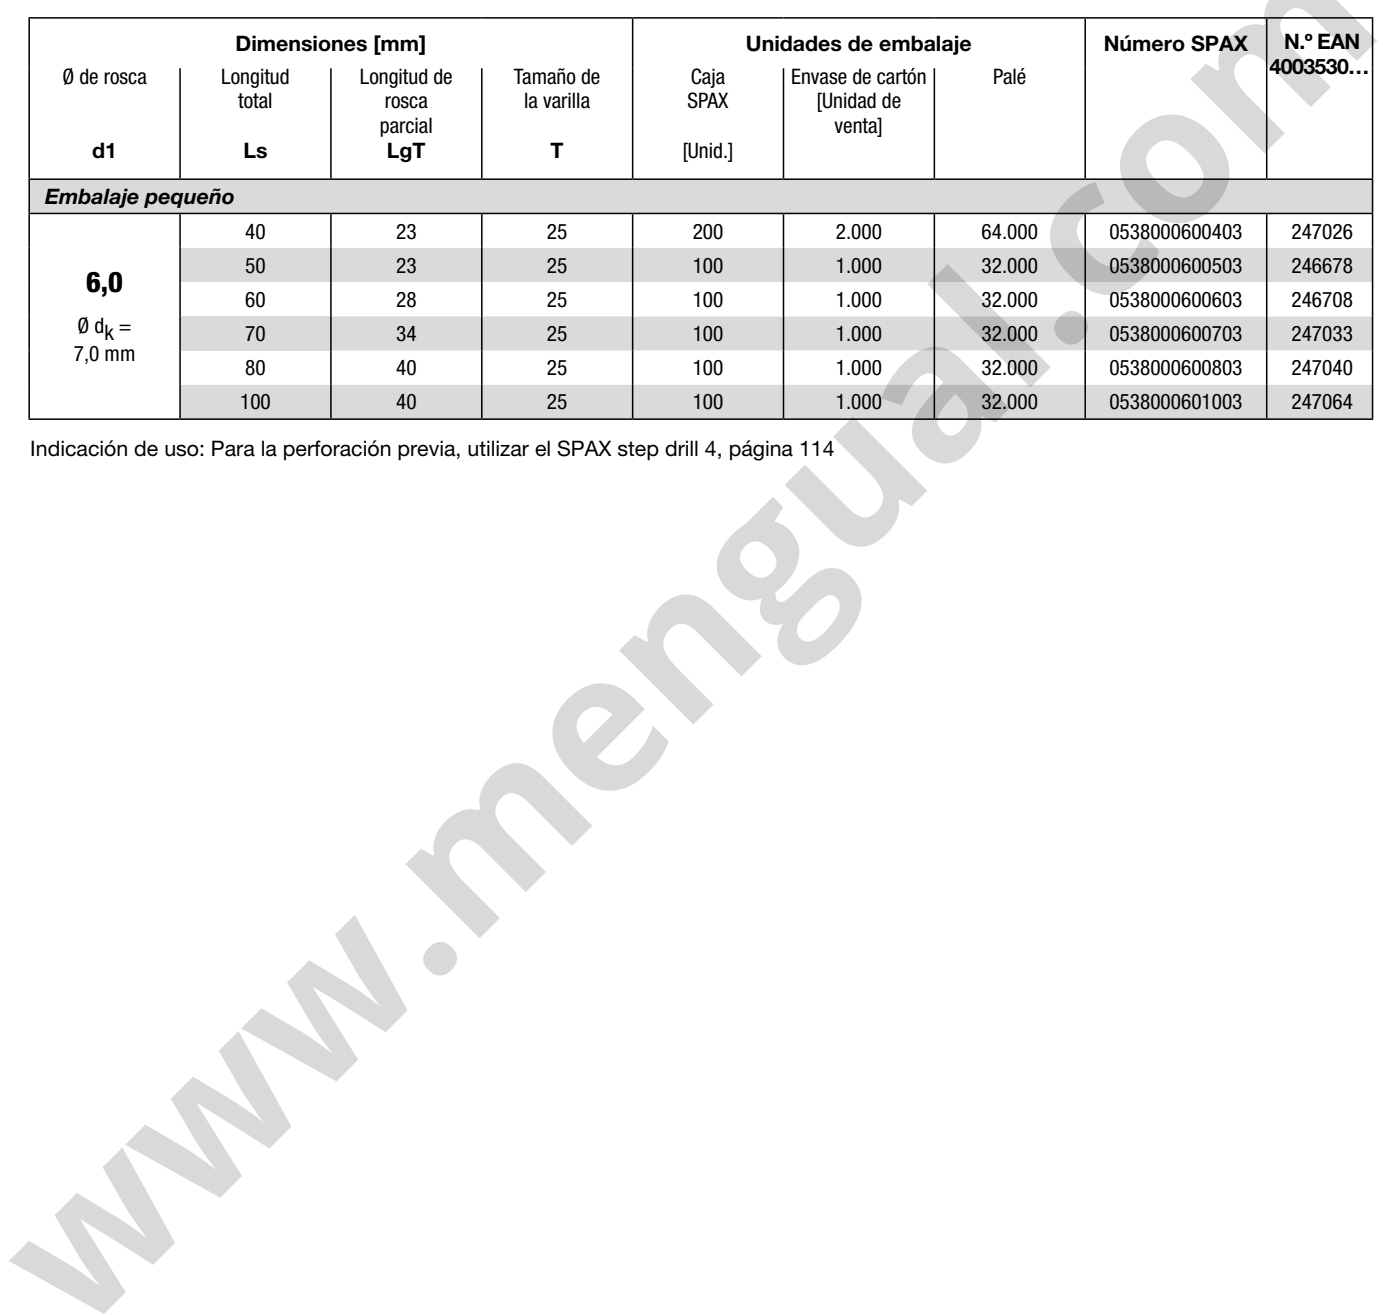 Dimensiones [mm] Unidades de embalaje Número SPAX N.º EAN
4003530…
Ø de rosca Longitud total Longitud de rosca parcial Tamaño de la varilla Caja SPAX Envase de cartón [Unidad de venta] Palé
d1 Ls LgT T [Unid.]
Embalaje pequeño
6,0
Ø dk =
7,0 mm
40 23 25 200 2.000 64.000 0538000600403 247026
50 23 25 100 1.000 32.000 0538000600503 246678
60 28 25 100 1.000 32.000 0538000600603 246708
70 34 25 100 1.000 32.000 0538000600703 247033
80 40 25 100 1.000 32.000 0538000600803 247040
100 40 25 100 1.000 32.000 0538000601003 247064
Indicación de uso: Para la perforación previa, utilizar el SPAX step drill 4, página 114
www.mengual.com